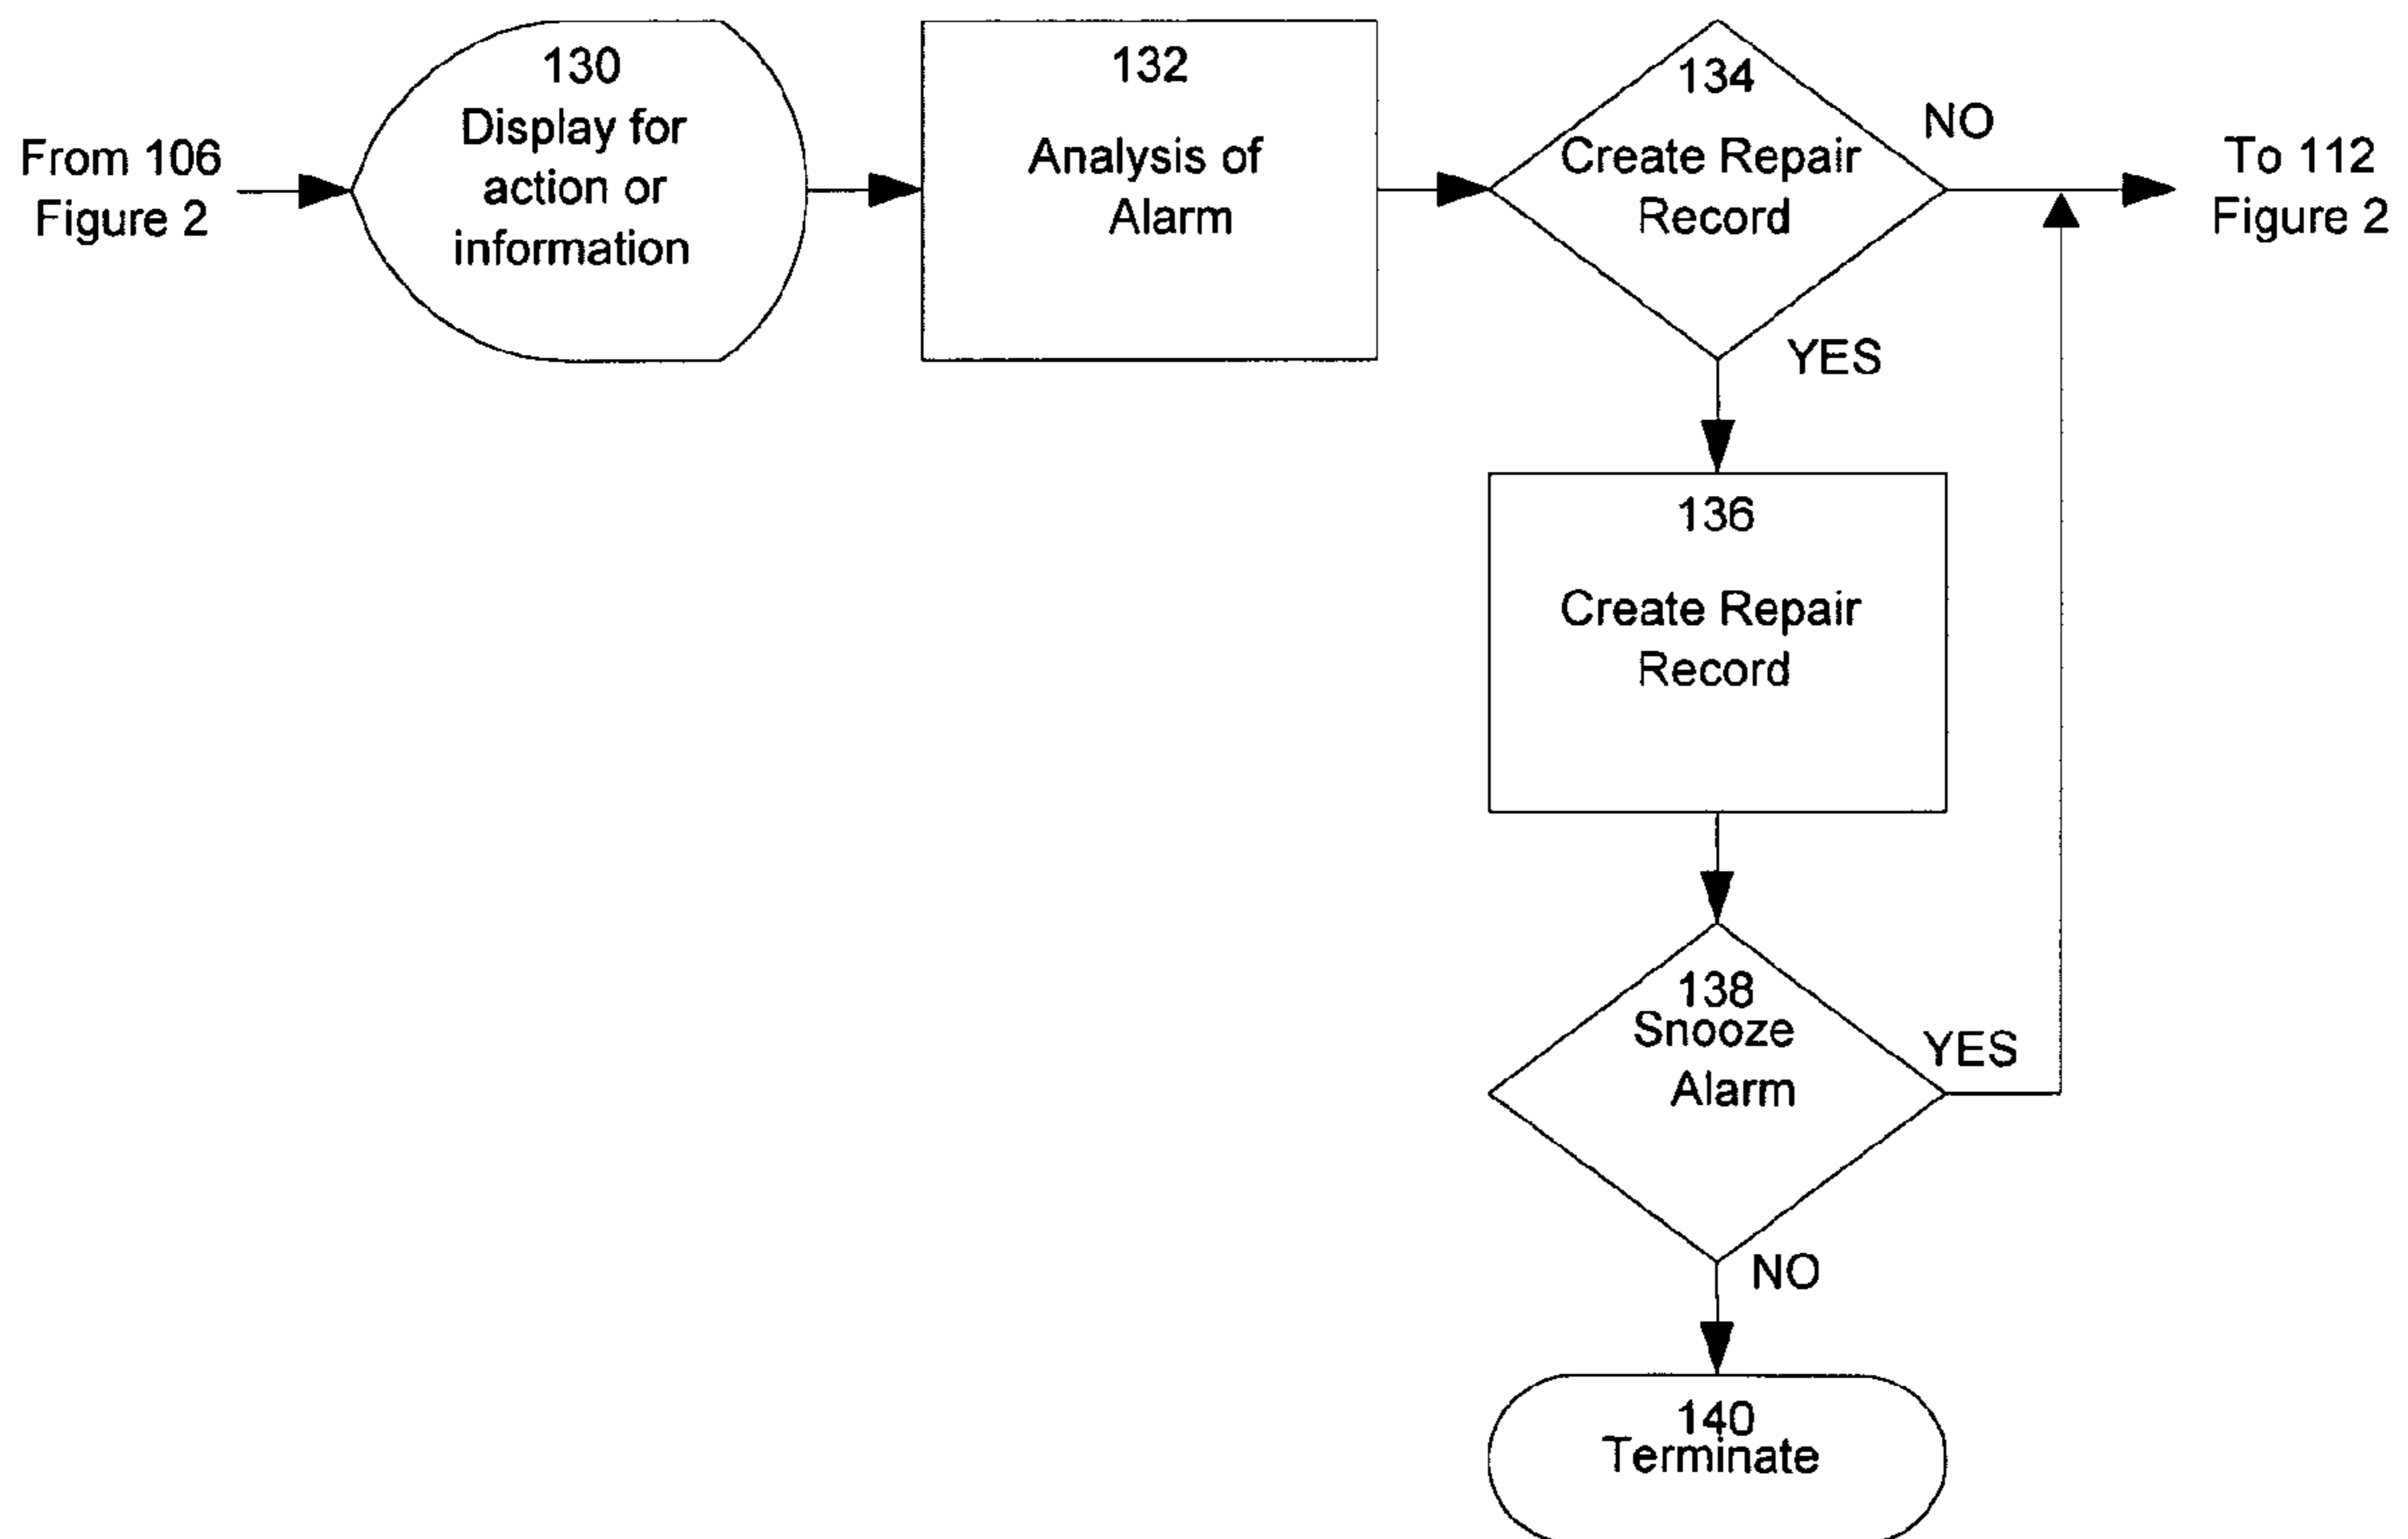 From 106
Figure 2
130
Display for
action or
information
132
Analysis of
Alarm
134
Create Repair
Record
NO
To 112
Figure 2
YES
136
Create Repair
Record
138
Snooze
Alarm
YES
NO
140
Terminate